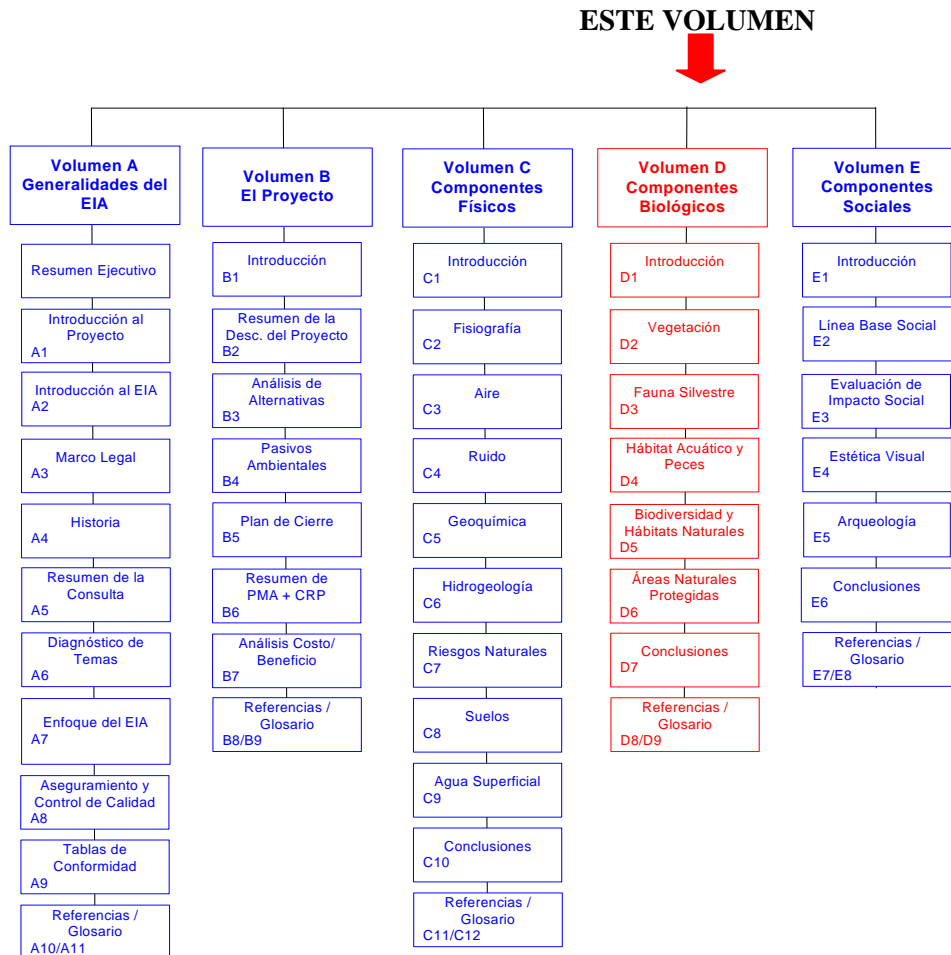 ESTE VOLUMEN
Volumen A
Generalidades del
EIA
Resumen Ejecutivo
Introducción al
Proyecto
A1
Introducción al EIA
A2
Marco Legal
A3
Historia
A4
Resumen de la
Consulta
A5
Diagnóstico de
Temas
A6
Enfoque del EIA
A7
Aseguramiento y
Control de Calidad
A8
Tablas de
Conformidad
A9
Referencias /
Glosario
A10/A11
Volumen B
El Proyecto
Introducción
B1
Resumen de la
Desc. del Proyecto
B2
Análisis de
Alternativas
B3
Pasivos
Ambientales
B4
Plan de Cierre
B5
Resumen de
PMA + CRP
B6
Análisis Costo/
Beneficio
B7
Referencias /
Glosario
B8/B9
Volumen C
Componentes
Físicos
Introducción
C1
Fisiografía
C2
Aire
C3
Ruido
C4
Geoquímica
C5
Hidrogeología
C6
Riesgos Naturales
C7
Suelos
C8
Agua Superficial
C9
Conclusiones
C10
Referencias /
Glosario
C11/C12
Volumen D
Componentes
Biológicos
Introducción
D1
Vegetación
D2
Fauna Silvestre
D3
Hábitat Acuático y
Peces
D4
Biodiversidad y
Hábitats Naturales
D5
Áreas Naturales
Protegidas
D6
Conclusiones
D7
Referencias /
Glosario
D8/D9
Volumen E
Componentes
Sociales
Introducción
E1
Línea Base Social
E2
Evaluación de
Impacto Social
E3
Estética Visual
E4
Arqueología
E5
Conclusiones
E6
Referencias /
Glosario
E7/E8